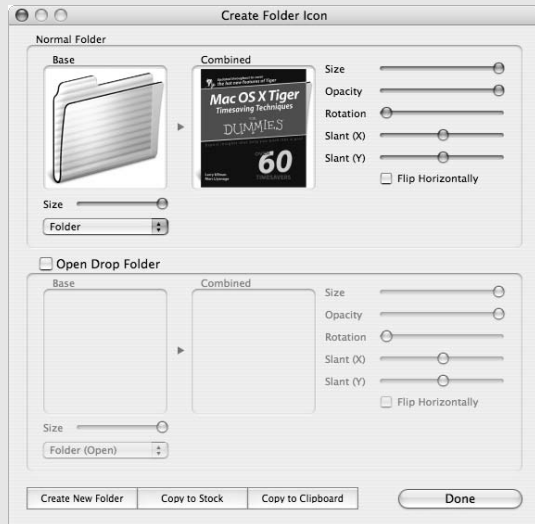 Create Folder Icon
Normal Folder
Base
Combined
Mac OS X Tiger
Timesaving Techniques
FOR
DUMMIES
60
TIMESAVERS
Size
Opacity
Rotation
Slant (X)
Slant (Y)
Flip Horizontally
Size
Folder
Open Drop Folder
Base
Combined
Size
Opacity
Rotation
Slant (X)
Slant (Y)
Flip Horizontally
Size
Folder (Open)
Create New Folder
Copy to Stock
Copy to Clipboard
Done